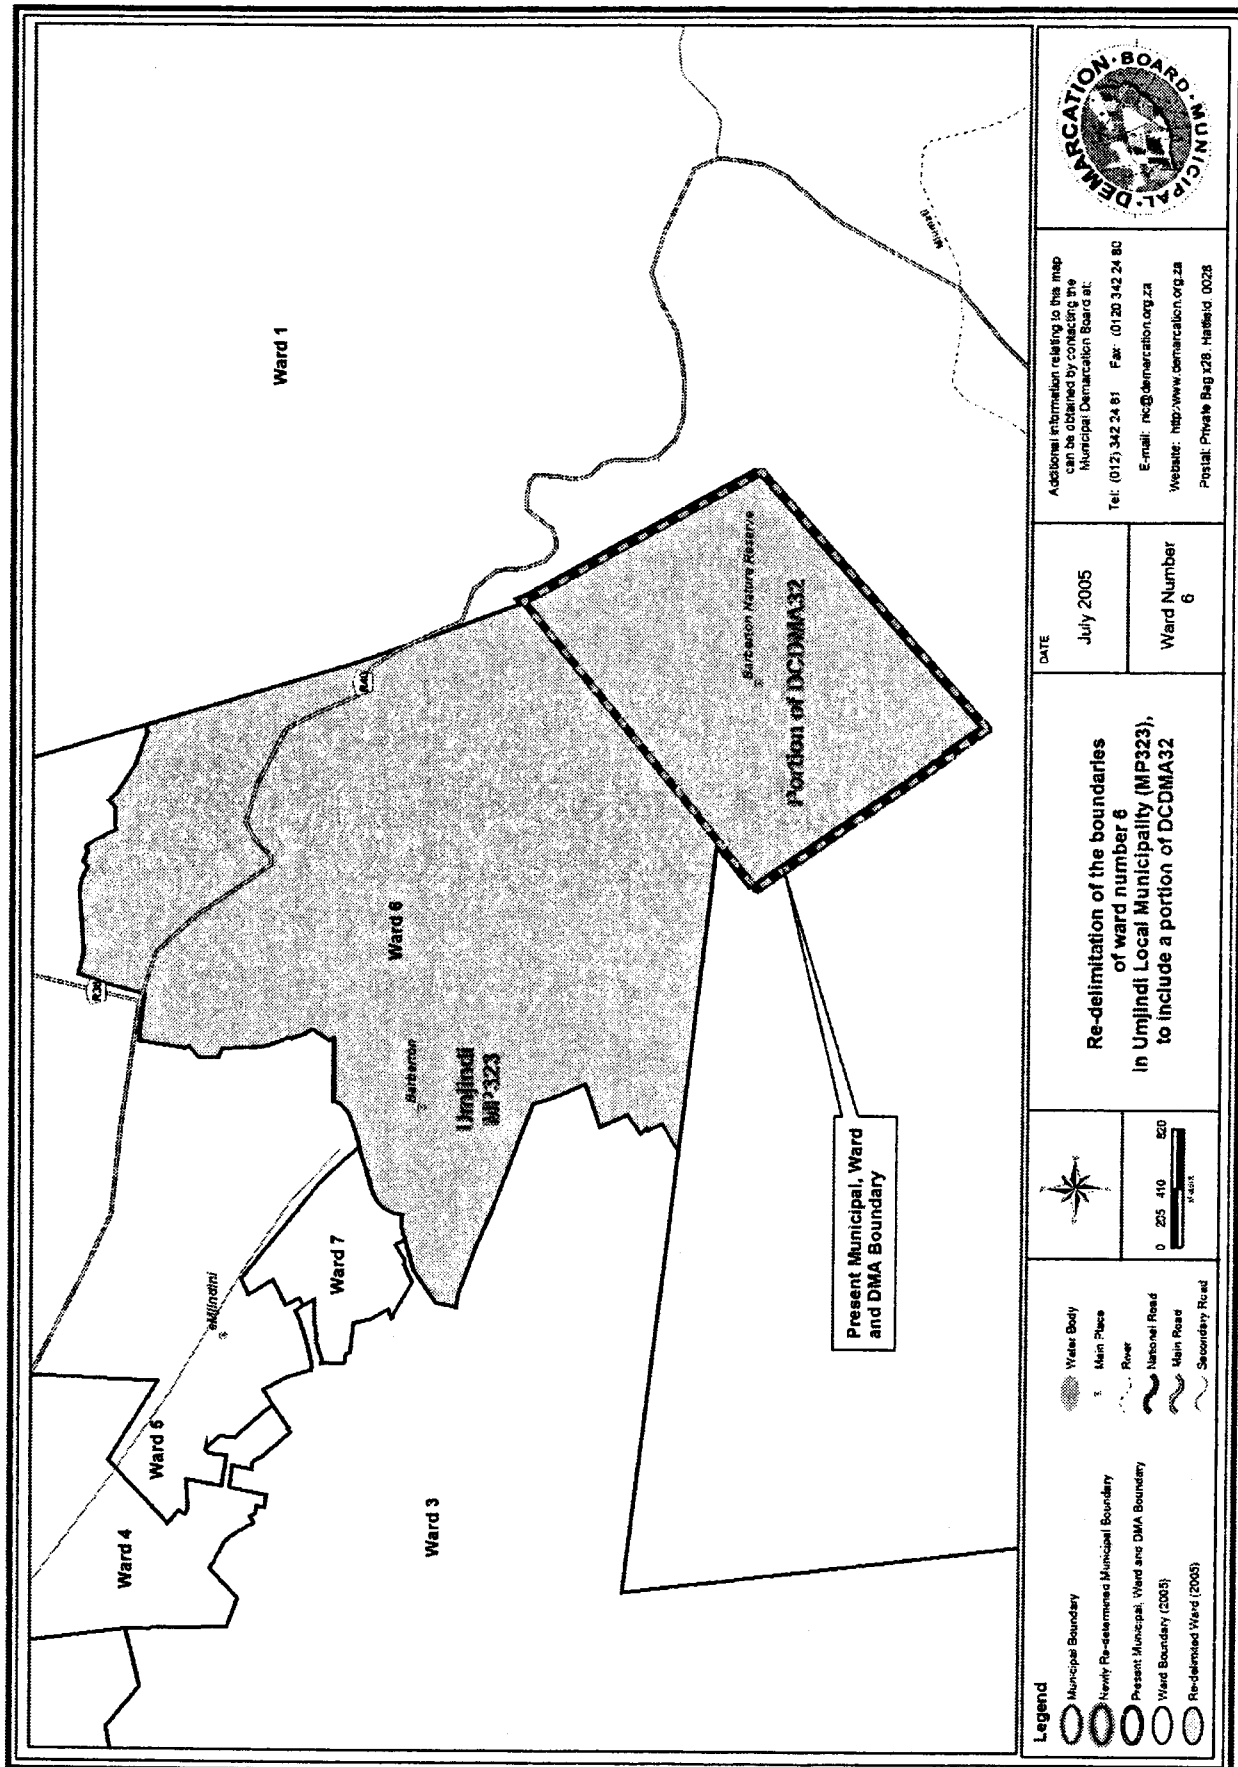 Ward 1
Ward 6
Ward 7
Ward 5
Ward 4
Ward 3
R40
Barberton
Umjindi
MP323
eMjindini
Barberton Nature Reserve
Portion of DCDMA32
Present Municipal, Ward
and DMA Boundary
Legend
Municipal Boundary
Newly Re-determined Municipal Boundary
Present Municipal, Ward and DMA Boundary
Ward Boundary (2005)
Re-delimited Ward (2005)
Water Body
Main Place
River
National Road
Main Road
Secondary Road
0 205 410 820
Re-delimitation of the boundaries
of ward number 6
In Umjindi Local Municipality (MP323),
to include a portion of DCDMA32
DATE
July 2005
Ward Number
6
Additional information relating to this map
can be obtained by contacting the
Municipal Demarcation Board at:
Tel: (012) 342 24 81 Fax: (0120 342 24 80
E-mail: nic@demarcation.org.za
Website: http:/www.demarcation.org.za
Postal: Private Bag x28, Hatfield, 0028
MUNICIPAL · DEMARCATION · BOARD